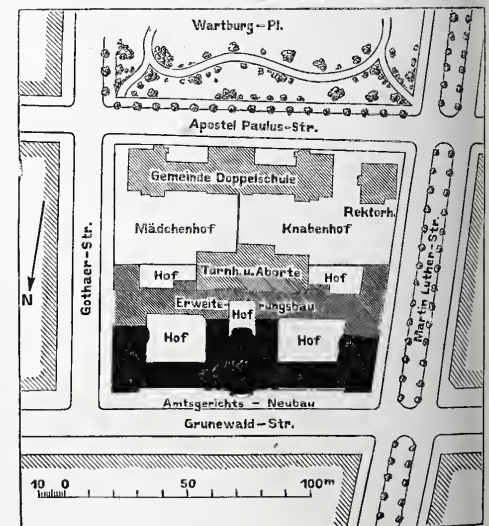 Wartburg-Pl.
Apostel Paulus-Str.
Gemeinde Doppelschule
Rektorh.
Mädchenhof
Knabenhof
Gothaer-Str.
Martin Luther-Str.
N
Hof
Turnh. u. Aborte
Hof
Erweite-rungsbau
Hof
Hof
Hof
Amtsgerichts - Neubau
Grunewald-Str.
10 0 50 100m